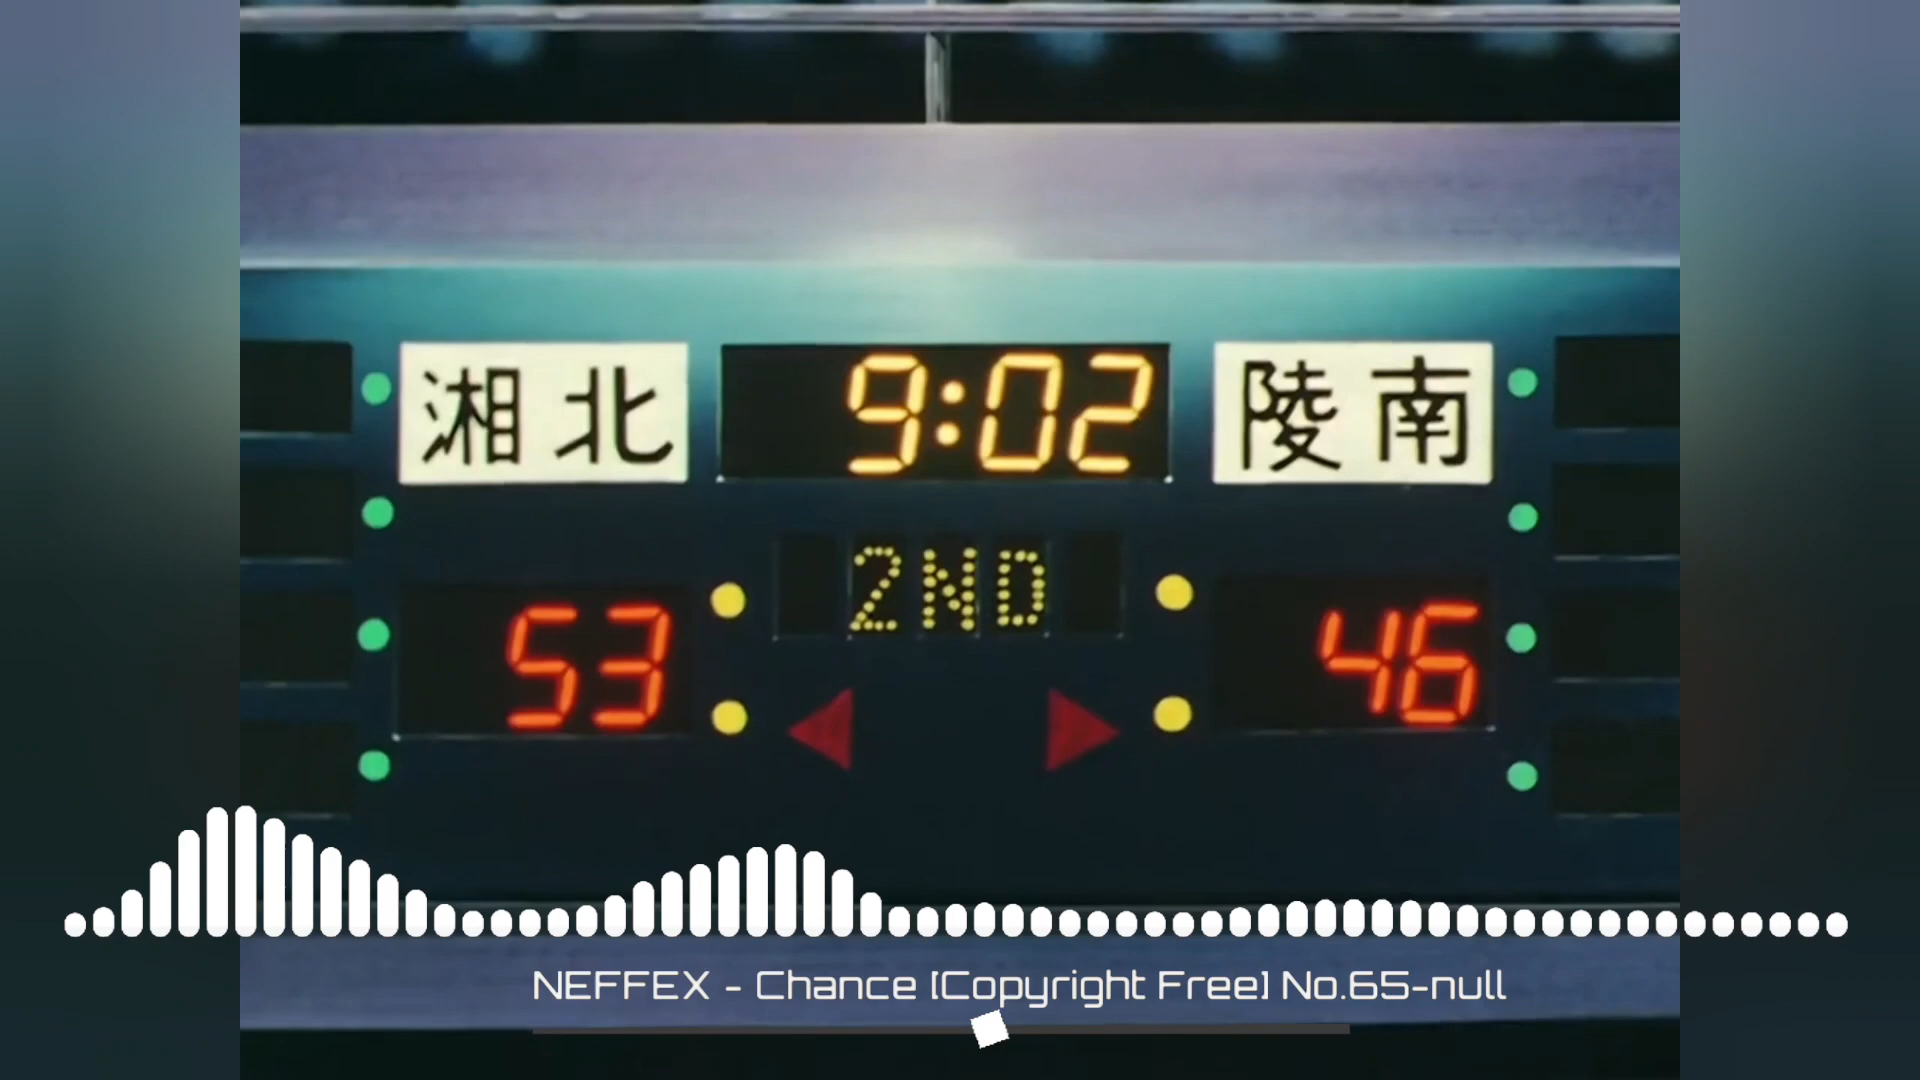 湘北 9:02 陵南
2ND
53 46
NEFFEX - Chance [Copyright Free] No.65-null